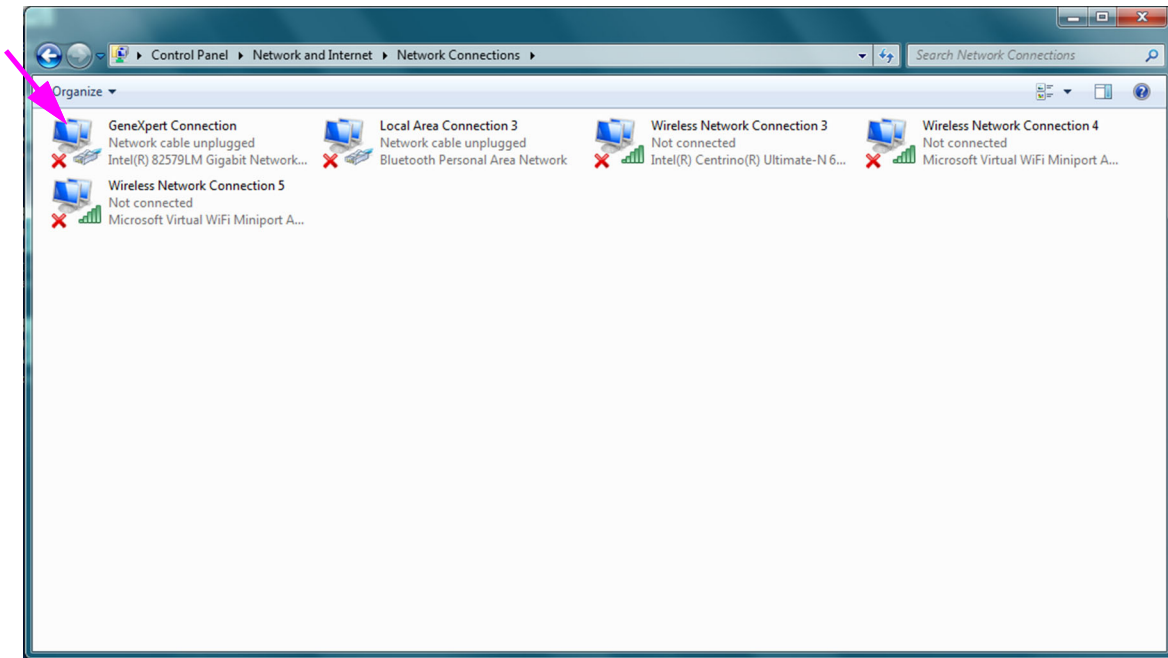 Control Panel ▸ Network and Internet ▸ Network Connections ▸
Search Network Connections
Organize
GeneXpert Connection
Network cable unplugged
Intel(R) 82579LM Gigabit Network...
Local Area Connection 3
Network cable unplugged
Bluetooth Personal Area Network
Wireless Network Connection 3
Not connected
Intel(R) Centrino(R) Ultimate-N 6...
Wireless Network Connection 4
Not connected
Microsoft Virtual WiFi Miniport A...
Wireless Network Connection 5
Not connected
Microsoft Virtual WiFi Miniport A...